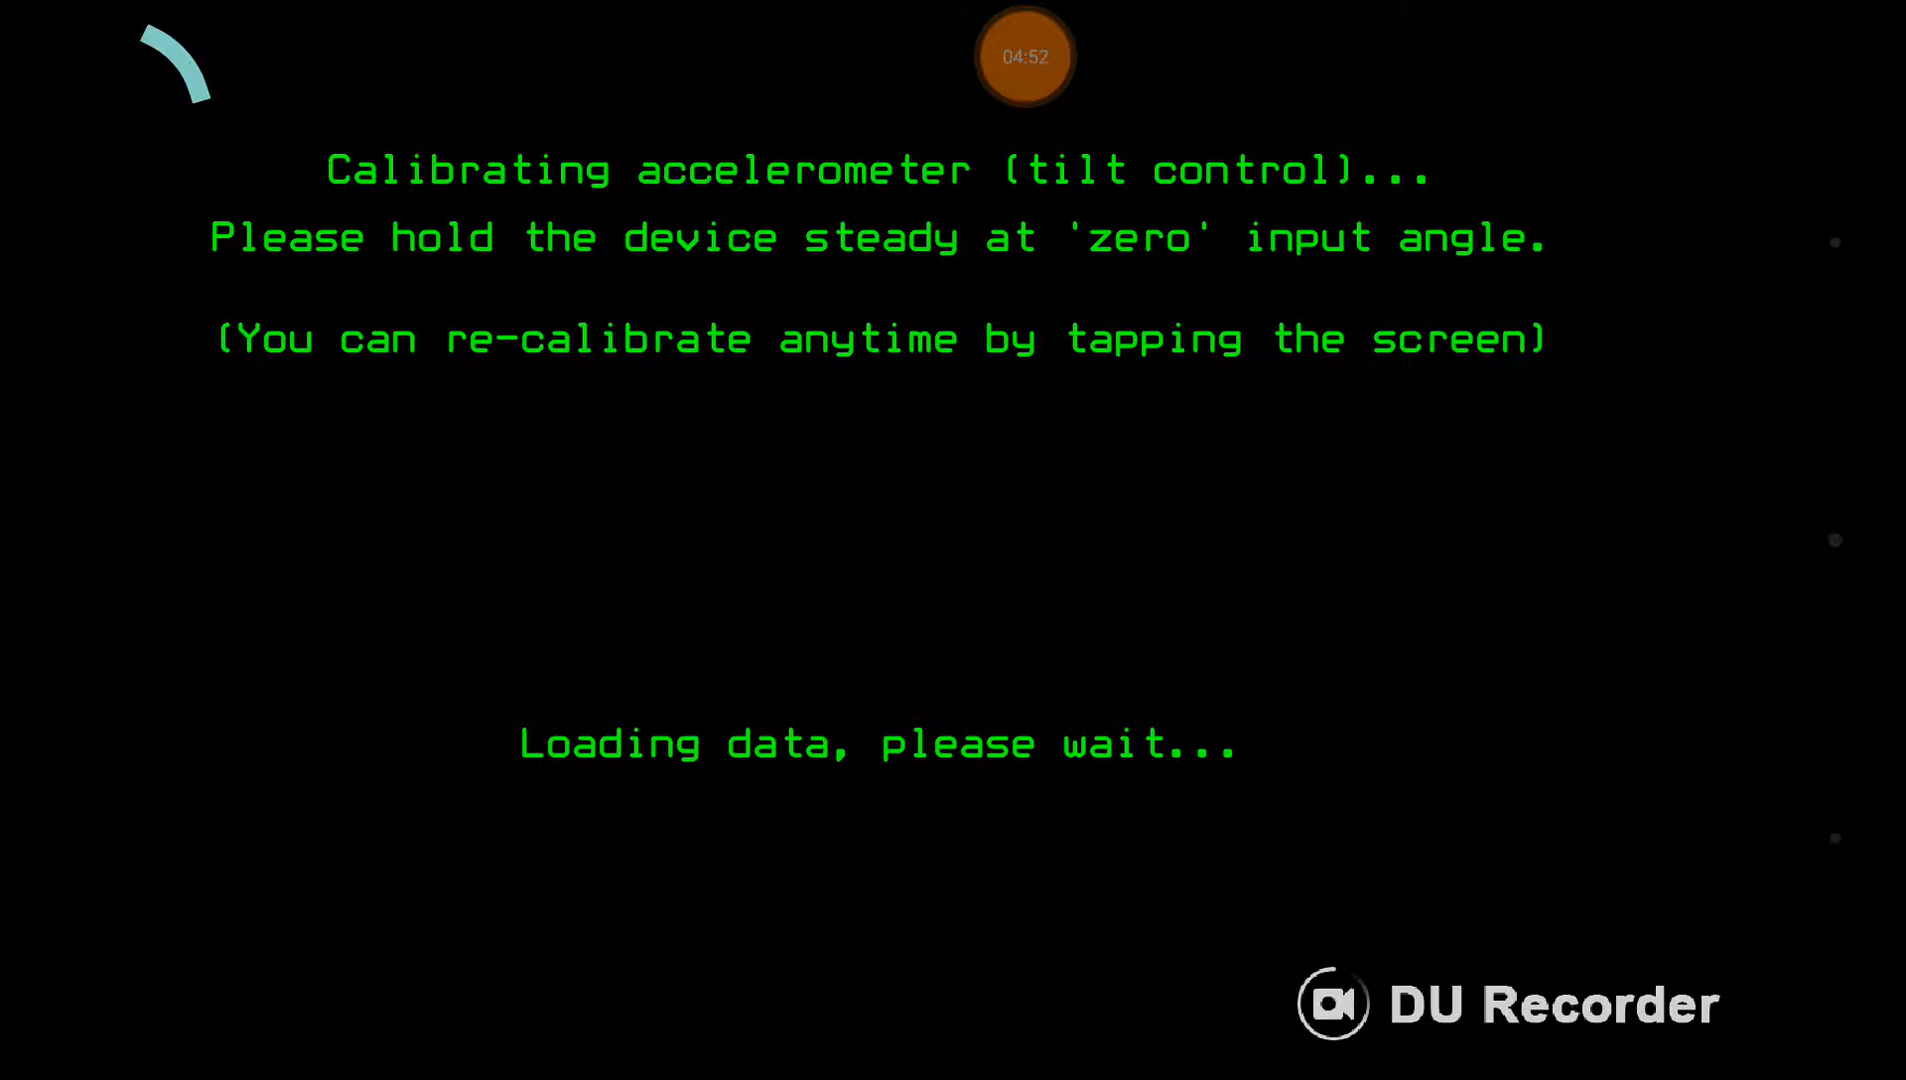 04:52
Calibrating accelerometer (tilt control)...
Please hold the device steady at 'zero' input angle.
(You can re-calibrate anytime by tapping the screen)
Loading data, please wait...
DU Recorder